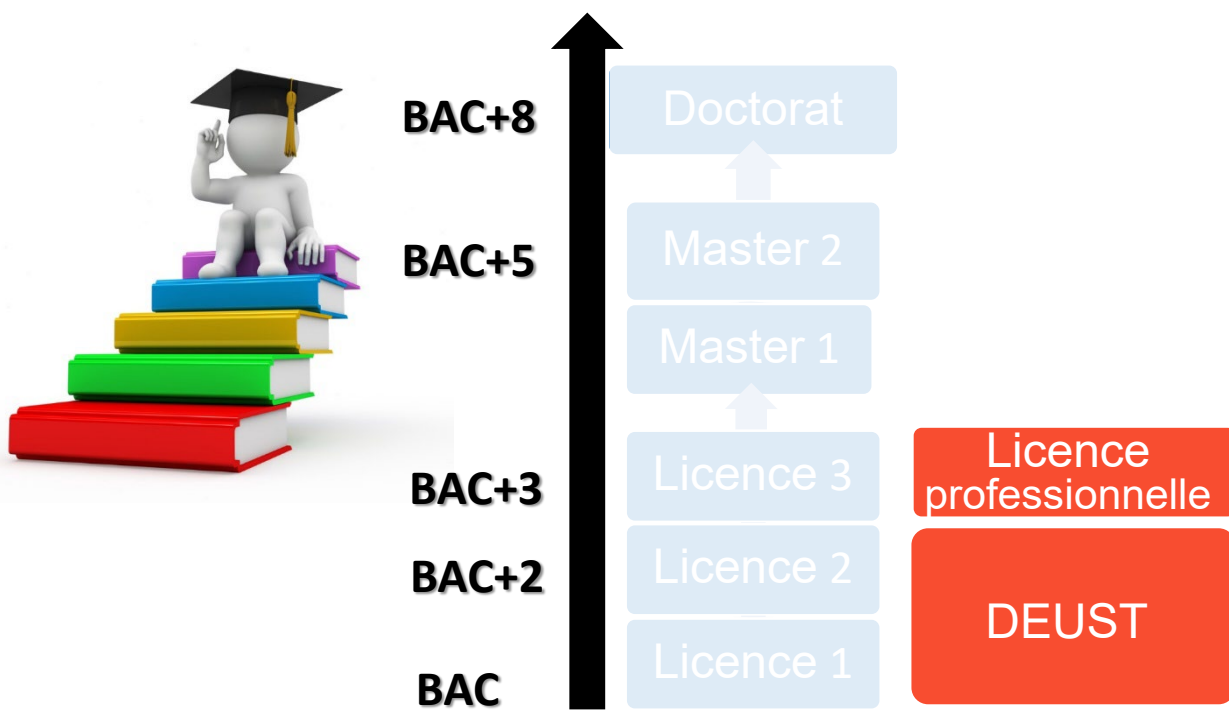 BAC+8
Doctorat
BAC+5
Master 2
Master 1
BAC+3
Licence 3
Licence
professionnelle
BAC+2
Licence 2
DEUST
BAC
Licence 1